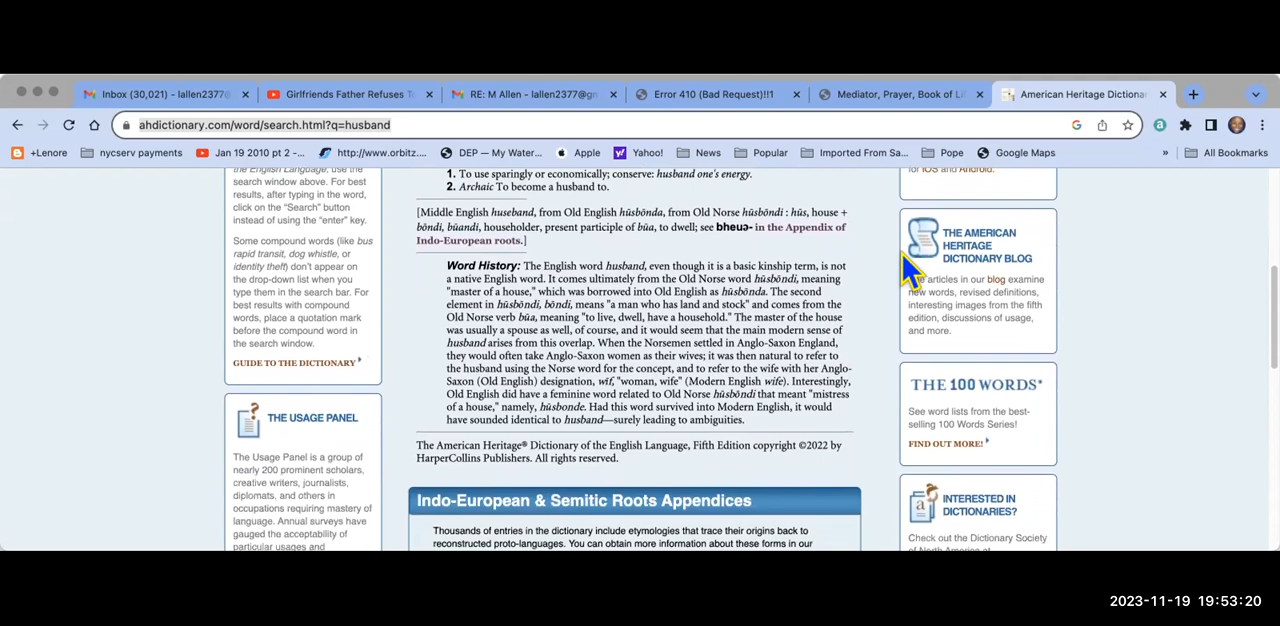 Inbox (30,021) - lallen2377@
Girlfriends Father Refuses To
RE: M Allen - lallen2377@gm
Error 410 (Bad Request)!!1
Mediator, Prayer, Book of Li
American Heritage Dictiona
ahdictionary.com/word/search.html?q=husband
+Lenore
nycserv payments
Jan 19 2010 pt 2 -...
http://www.orbitz....
DEP — My Water...
Apple
Yahoo!
News
Popular
Imported From Sa...
Pope
Google Maps
»
All Bookmarks
the English Language, use the
search window above. For best
results, after typing in the word,
click on the "Search" button
instead of using the "enter" key.
Some compound words (like bus
rapid transit, dog whistle, or
identity theft) don't appear on
the drop-down list when you
type them in the search bar. For
best results with compound
words, place a quotation mark
before the compound word in
the search window.
GUIDE TO THE DICTIONARY
THE USAGE PANEL
The Usage Panel is a group of
nearly 200 prominent scholars,
creative writers, journalists,
diplomats, and others in
occupations requiring mastery of
language. Annual surveys have
gauged the acceptability of
particular usages and
1. To use sparingly or economically; conserve: husband one's energy.
2. Archaic To become a husband to.
[Middle English huseband, from Old English hūsbōnda, from Old Norse hūsbōndi : hūs, house +
bōndi, būandi, householder, present participle of būa, to dwell; see bheuə- in the Appendix of
Indo-European roots.]
Word History: The English word husband, even though it is a basic kinship term, is not
a native English word. It comes ultimately from the Old Norse word hūsbōndi, meaning
"master of a house," which was borrowed into Old English as hūsbōnda. The second
element in hūsbōndi, bōndi, means "a man who has land and stock" and comes from the
Old Norse verb būa, meaning "to live, dwell, have a household." The master of the house
was usually a spouse as well, of course, and it would seem that the main modern sense of
husband arises from this overlap. When the Norsemen settled in Anglo-Saxon England,
they would often take Anglo-Saxon women as their wives; it was then natural to refer to
the husband using the Norse word for the concept, and to refer to the wife with her Anglo-
Saxon (Old English) designation, wīf, "woman, wife" (Modern English wife). Interestingly,
Old English did have a feminine word related to Old Norse hūsbōndi that meant "mistress
of a house," namely, hūsbonde. Had this word survived into Modern English, it would
have sounded identical to husband—surely leading to ambiguities.
The American Heritage® Dictionary of the English Language, Fifth Edition copyright ©2022 by
HarperCollins Publishers. All rights reserved.
Indo-European & Semitic Roots Appendices
Thousands of entries in the dictionary include etymologies that trace their origins back to
reconstructed proto-languages. You can obtain more information about these forms in our
for iOS and Android.
THE AMERICAN
HERITAGE
DICTIONARY BLOG
articles in our blog examine
new words, revised definitions,
interesting images from the fifth
edition, discussions of usage,
and more.
THE 100 WORDS*
See word lists from the best-
selling 100 Words Series!
FIND OUT MORE!
INTERESTED IN
DICTIONARIES?
Check out the Dictionary Society
of North America at
2023-11-19 19:53:20